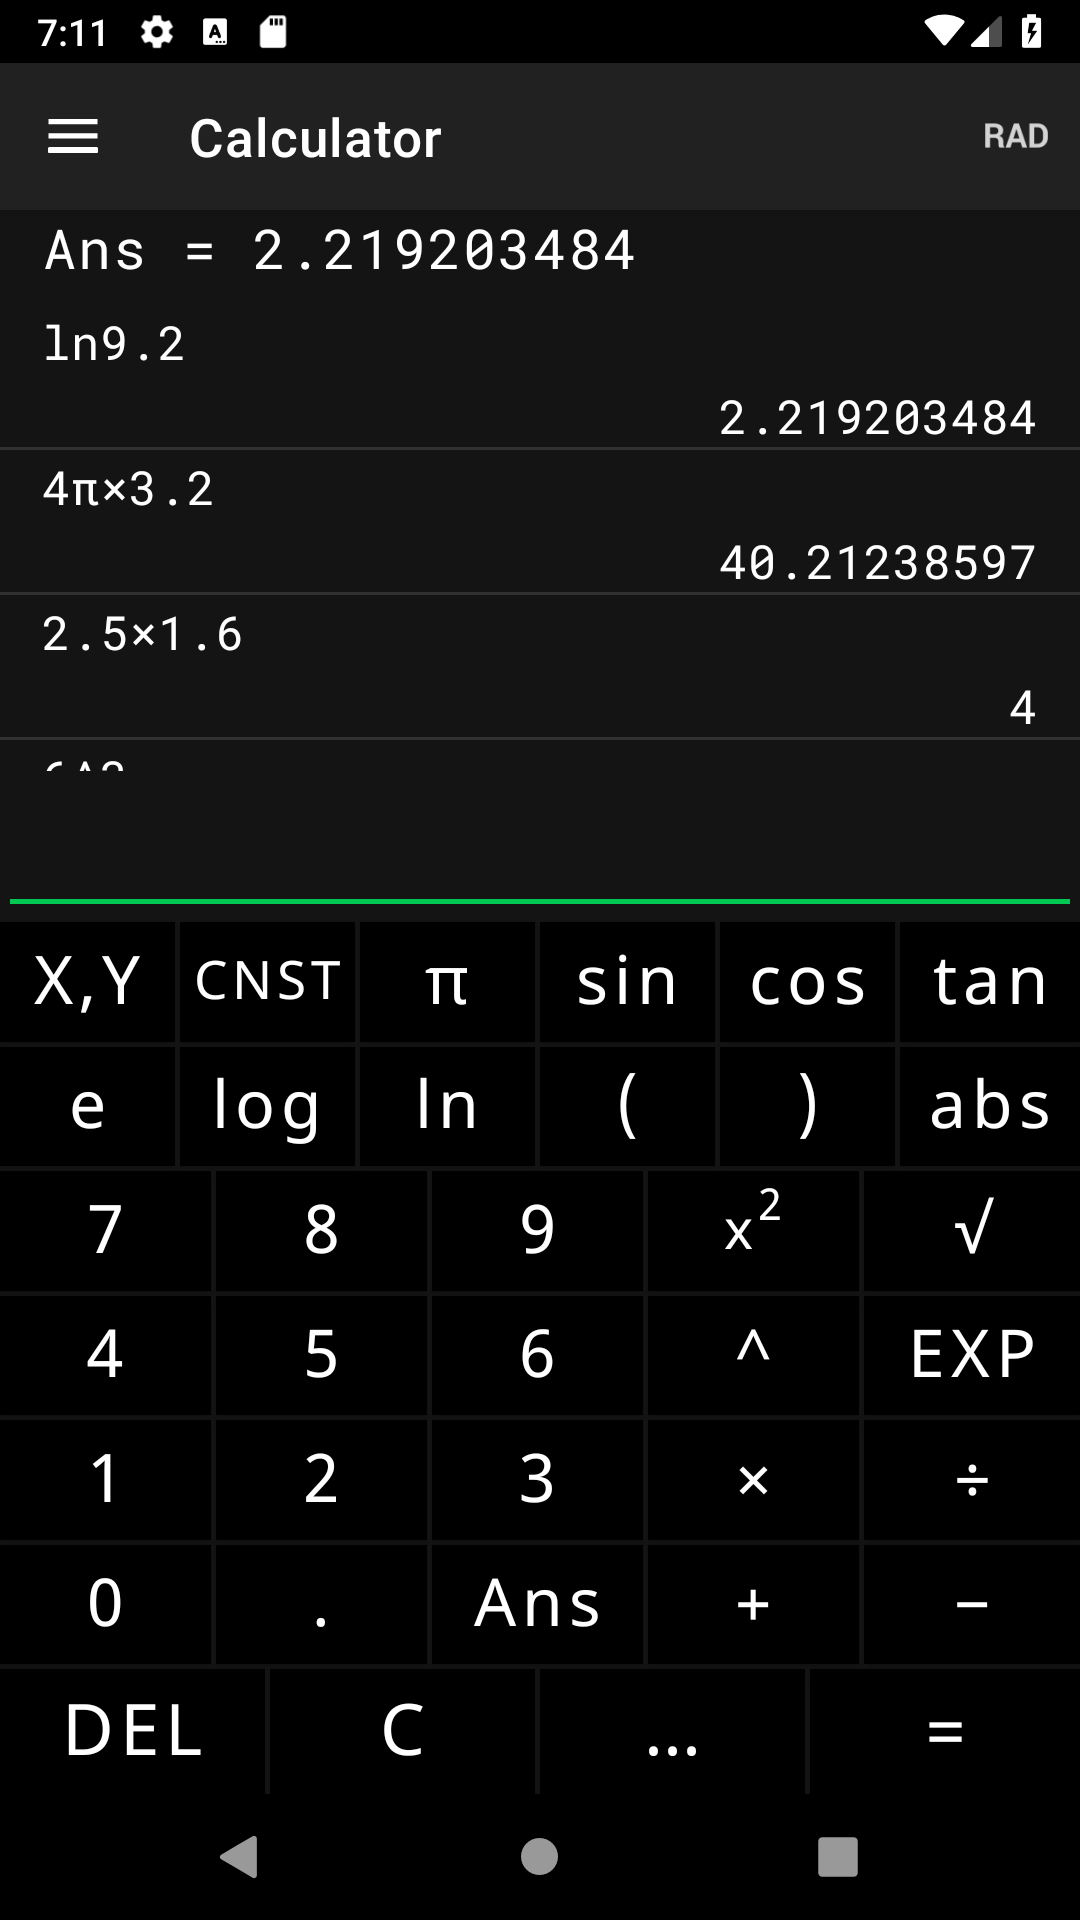 7:11
Calculator RAD
Ans = 2.219203484
ln9.2
2.219203484
4π×3.2
40.21238597
2.5×1.6
4
X,Y CNST π sin cos tan
e log ln ( ) abs
7 8 9 x² √
4 5 6 ^ EXP
1 2 3 × ÷
0 . Ans + −
DEL C ... =